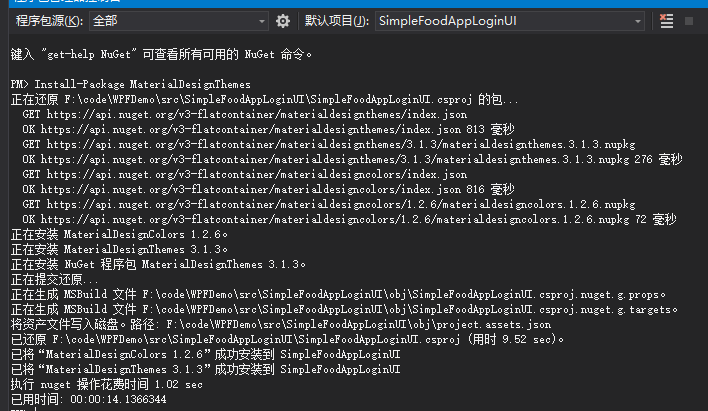 程序包源(K): 全部 默认项目(J): SimpleFoodAppLoginUI
键入 "get-help NuGet" 可查看所有可用的 NuGet 命令。
PM> Install-Package MaterialDesignThemes
正在还原 F:\code\WPFDemo\src\SimpleFoodAppLoginUI\SimpleFoodAppLoginUI.csproj 的包...
GET https://api.nuget.org/v3-flatcontainer/materialdesignthemes/index.json
OK https://api.nuget.org/v3-flatcontainer/materialdesignthemes/index.json 813 毫秒
GET https://api.nuget.org/v3-flatcontainer/materialdesignthemes/3.1.3/materialdesignthemes.3.1.3.nupkg
OK https://api.nuget.org/v3-flatcontainer/materialdesignthemes/3.1.3/materialdesignthemes.3.1.3.nupkg 276 毫秒
GET https://api.nuget.org/v3-flatcontainer/materialdesigncolors/index.json
OK https://api.nuget.org/v3-flatcontainer/materialdesigncolors/index.json 816 毫秒
GET https://api.nuget.org/v3-flatcontainer/materialdesigncolors/1.2.6/materialdesigncolors.1.2.6.nupkg
OK https://api.nuget.org/v3-flatcontainer/materialdesigncolors/1.2.6/materialdesigncolors.1.2.6.nupkg 72 毫秒
正在安装 MaterialDesignColors 1.2.6。
正在安装 MaterialDesignThemes 3.1.3。
正在安装 NuGet 程序包 MaterialDesignThemes 3.1.3。
正在提交还原...
正在生成 MSBuild 文件 F:\code\WPFDemo\src\SimpleFoodAppLoginUI\obj\SimpleFoodAppLoginUI.csproj.nuget.g.props。
正在生成 MSBuild 文件 F:\code\WPFDemo\src\SimpleFoodAppLoginUI\obj\SimpleFoodAppLoginUI.csproj.nuget.g.targets。
将资产文件写入磁盘。路径: F:\code\WPFDemo\src\SimpleFoodAppLoginUI\obj\project.assets.json
已还原 F:\code\WPFDemo\src\SimpleFoodAppLoginUI\SimpleFoodAppLoginUI.csproj (用时 9.52 sec)。
已将“MaterialDesignColors 1.2.6”成功安装到 SimpleFoodAppLoginUI
已将“MaterialDesignThemes 3.1.3”成功安装到 SimpleFoodAppLoginUI
执行 nuget 操作花费时间 1.02 sec
已用时间: 00:00:14.1366344